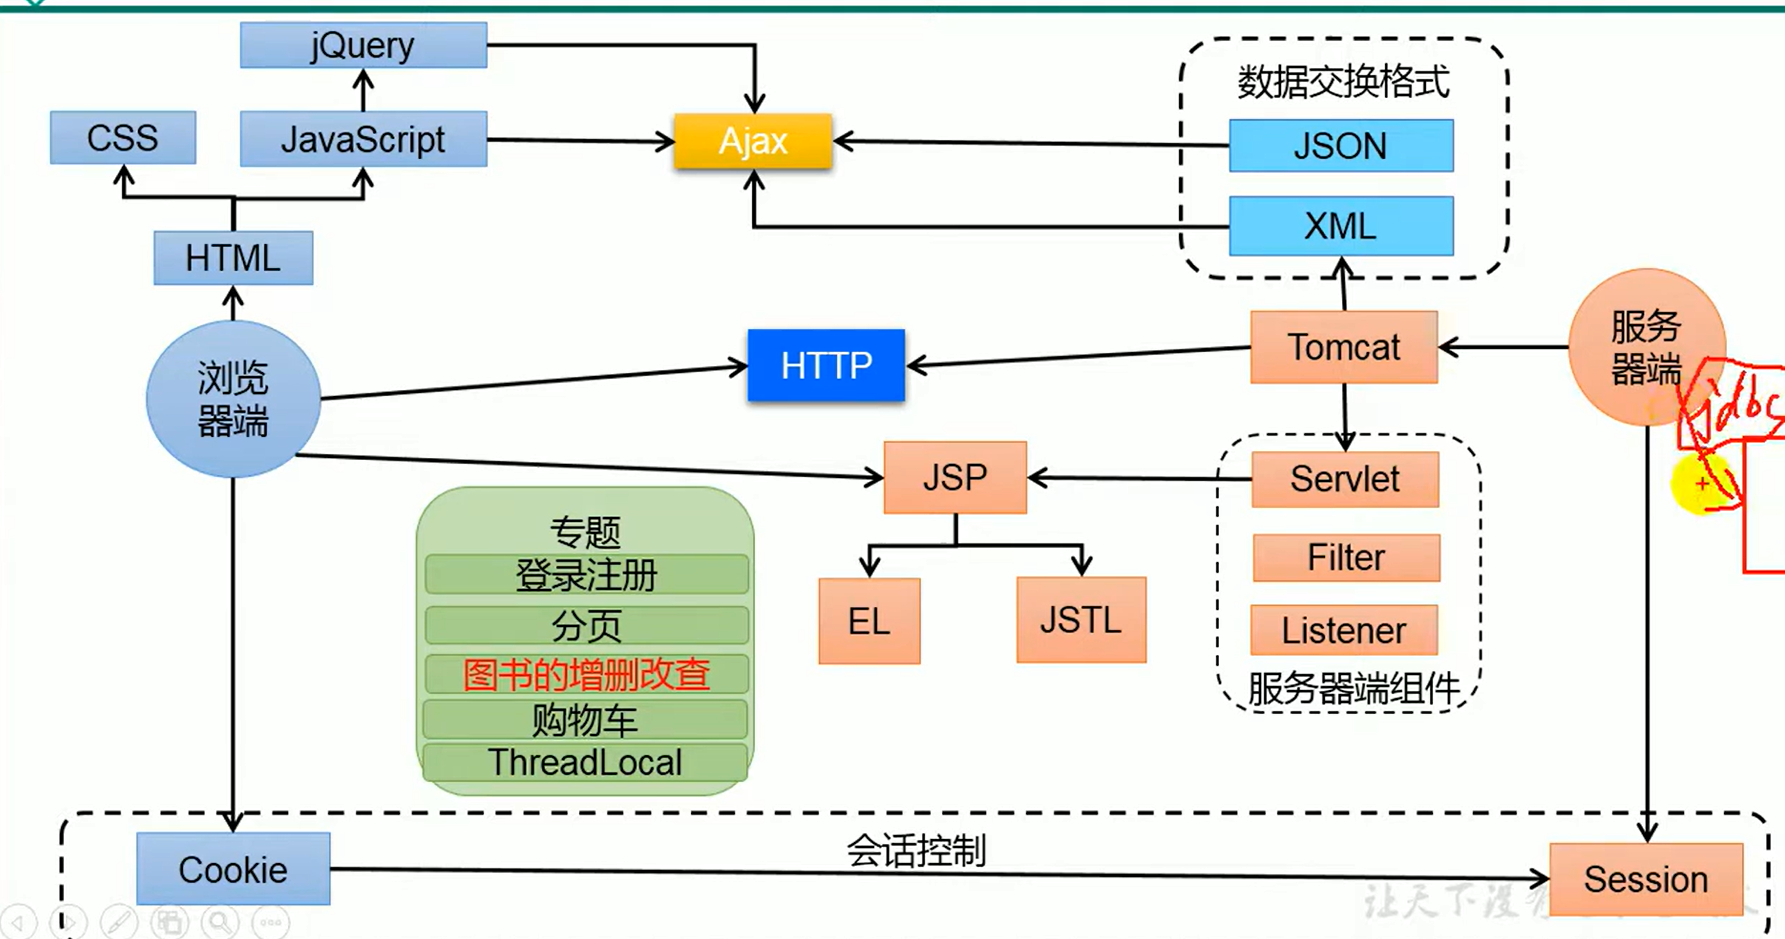 jQuery
数据交换格式
CSS
JavaScript
Ajax
JSON
XML
HTML
浏览
器端
HTTP
Tomcat
服务
器端
jdbc
JSP
Servlet
专题
登录注册
分页
图书的增删改查
购物车
ThreadLocal
EL
JSTL
Filter
Listener
服务器端组件
会话控制
Cookie
Session
让天下没有